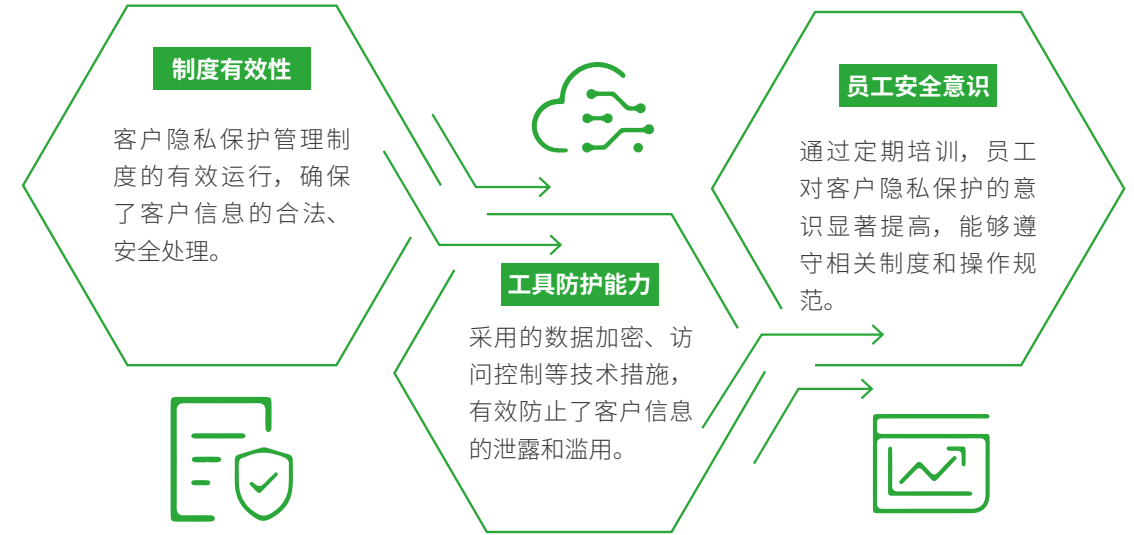 制度有效性
客户隐私保护管理制
度的有效运行，确保
了客户信息的合法、
安全处理。
工具防护能力
采用的数据加密、访
问控制等技术措施，
有效防止了客户信息
的泄露和滥用。
员工安全意识
通过定期培训，员工
对客户隐私保护的意
识显著提高，能够遵
守相关制度和操作规
范。